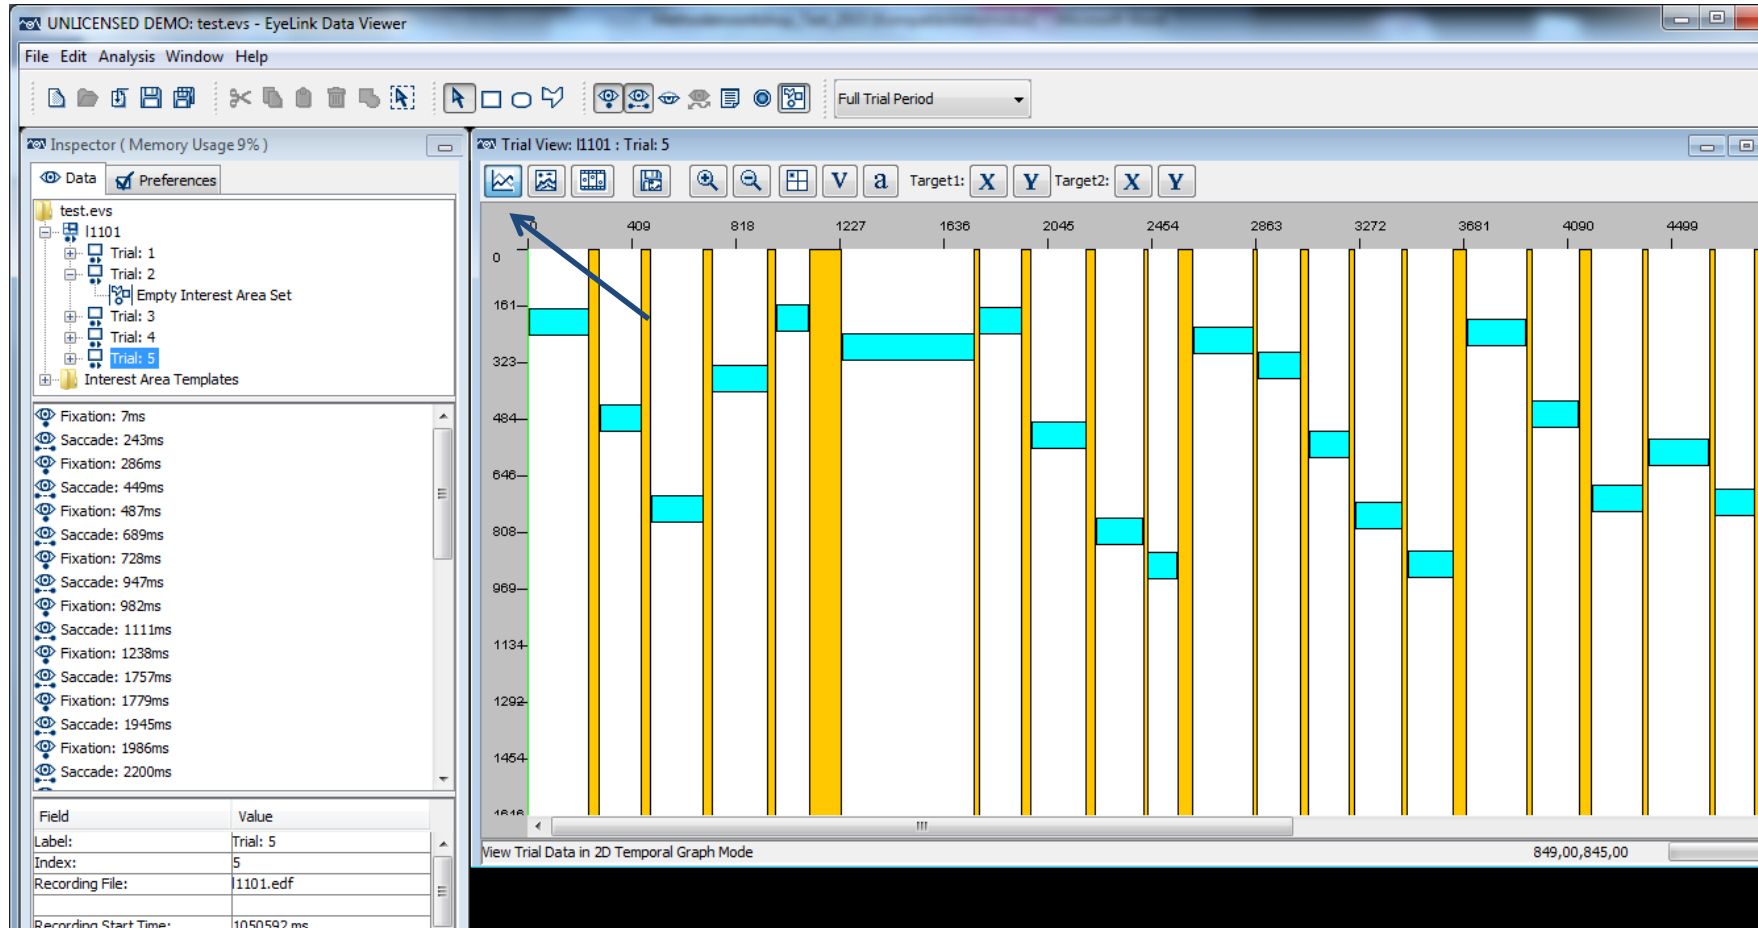 UNLICENSED DEMO: test.evs - EyeLink Data Viewer
File Edit Analysis Window Help
Full Trial Period
Inspector ( Memory Usage 9% )
Data Preferences
test.evs
l1101
Trial: 1
Trial: 2
Empty Interest Area Set
Trial: 3
Trial: 4
Trial: 5
Interest Area Templates
Fixation: 7ms
Saccade: 243ms
Fixation: 286ms
Saccade: 449ms
Fixation: 487ms
Saccade: 689ms
Fixation: 728ms
Saccade: 947ms
Fixation: 982ms
Saccade: 1111ms
Fixation: 1238ms
Saccade: 1757ms
Fixation: 1779ms
Saccade: 1945ms
Fixation: 1986ms
Saccade: 2200ms
Field Value
Label: Trial: 5
Index: 5
Recording File: l1101.edf
Recording Start Time: 1050592 ms
Trial View: l1101 : Trial: 5
V a Target1: X Y Target2: X Y
0 409 818 1227 1636 2045 2454 2863 3272 3681 4090 4499
0
161
323
484
646
808
969
1134
1292
1454
1616
View Trial Data in 2D Temporal Graph Mode 849,00,845,00